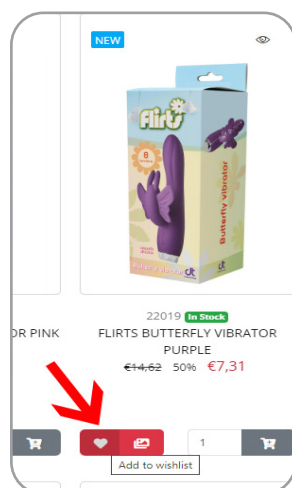 NEW
Flirts
8
Butterfly vibrator
22019 In Stock
OR PINK
FLIRTS BUTTERFLY VIBRATOR
PURPLE
€14,62 50% €7,31
1
Add to wishlist